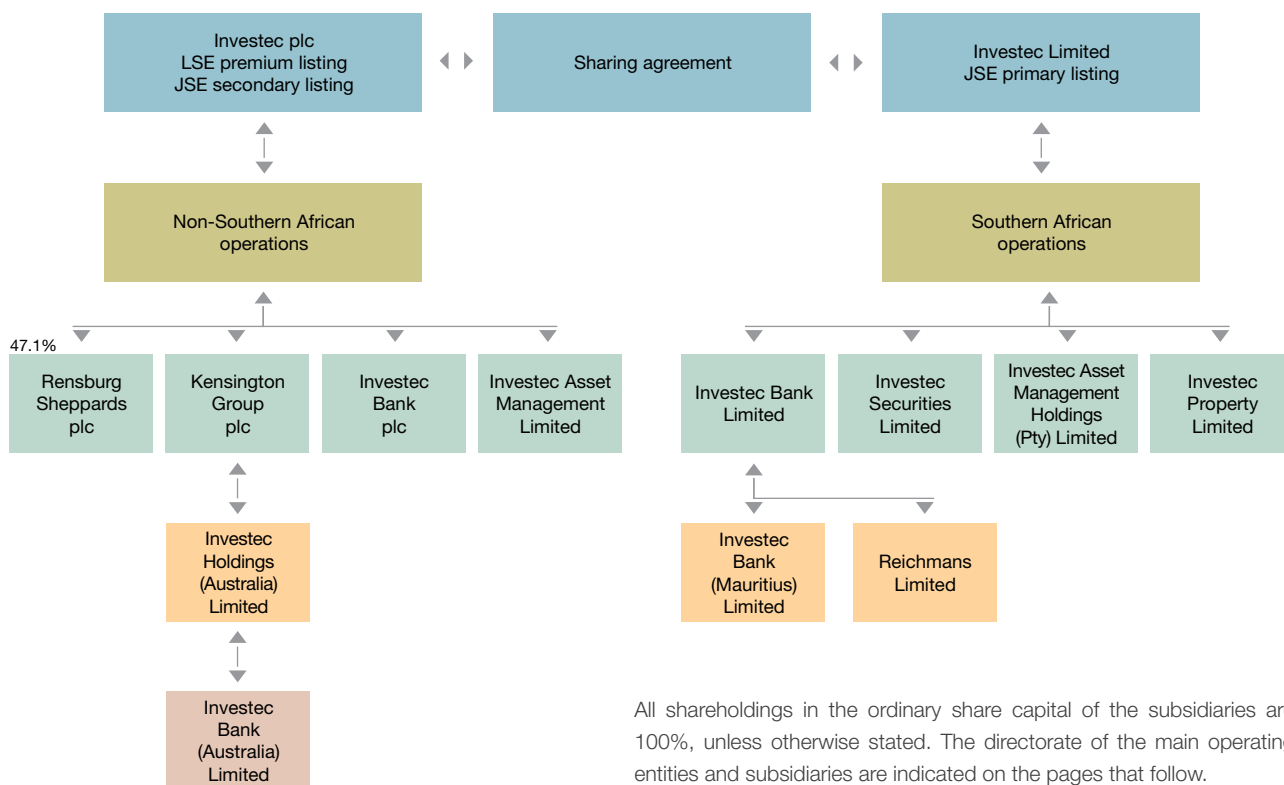 Investec plc
LSE premium listing
JSE secondary listing
Sharing agreement
Investec Limited
JSE primary listing
Non-Southern African
operations
Southern African
operations
47.1%
Rensburg
Sheppards
plc
Kensington
Group
plc
Investec
Bank
plc
Investec Asset
Management
Limited
Investec Bank
Limited
Investec
Securities
Limited
Investec Asset
Management
Holdings
(Pty) Limited
Investec
Property
Limited
Investec
Holdings
(Australia)
Limited
Investec
Bank
(Mauritius)
Limited
Reichmans
Limited
Investec
Bank
(Australia)
Limited
All shareholdings in the ordinary share capital of the subsidiaries ar
100%, unless otherwise stated. The directorate of the main operating
entities and subsidiaries are indicated on the pages that follow.